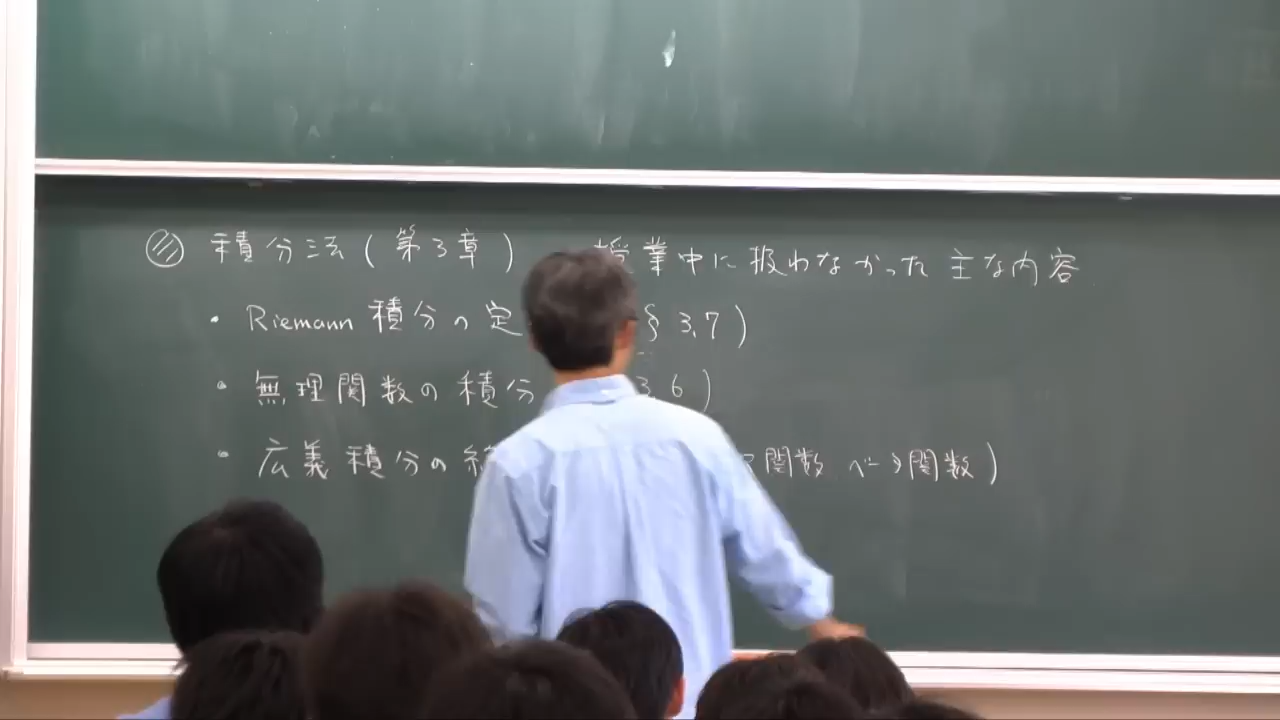 積分法(第3章) 授業中に扱わなかった主な内容
・Riemann 積分の定 §3.7)
・無理関数の積分 3.6)
・広義積分の 関数 ベータ関数)